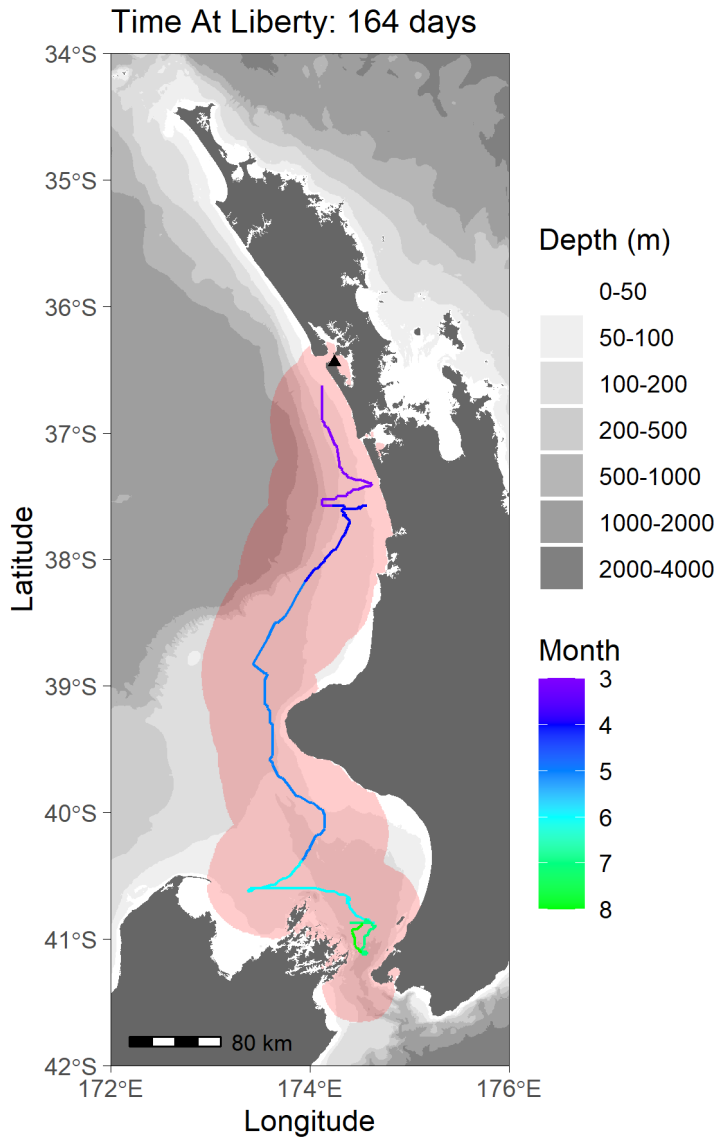 Time At Liberty: 164 days
34°S
35°S
36°S
37°S
38°S
39°S
40°S
41°S
42°S
Latitude
80 km
172°E
174°E
176°E
Longitude
Depth (m)
0-50
50-100
100-200
200-500
500-1000
1000-2000
2000-4000
Month
3
4
5
6
7
8